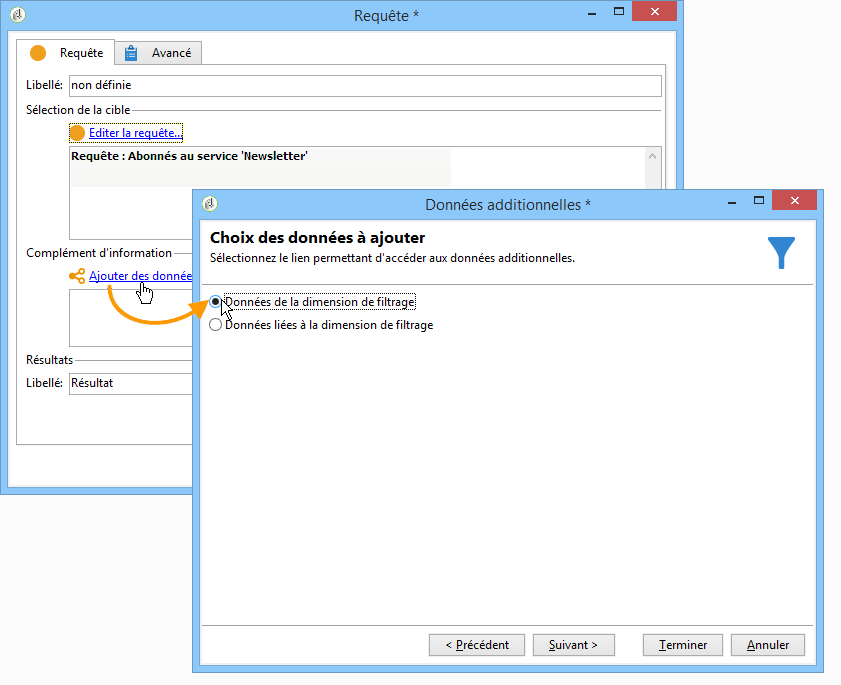 Requête *
Requête
Avancé
Libellé:
non définie
Sélection de la cible
Editer la requête...
Requête : Abonnés au service 'Newsletter'
Complément d'information
Ajouter des donnée
Résultats
Libellé:
Résultat
Données additionnelles *
Choix des données à ajouter
Sélectionnez le lien permettant d'accéder aux données additionnelles.
Données de la dimension de filtrage
Données liées à la dimension de filtrage
< Précédent
Suivant >
Terminer
Annuler